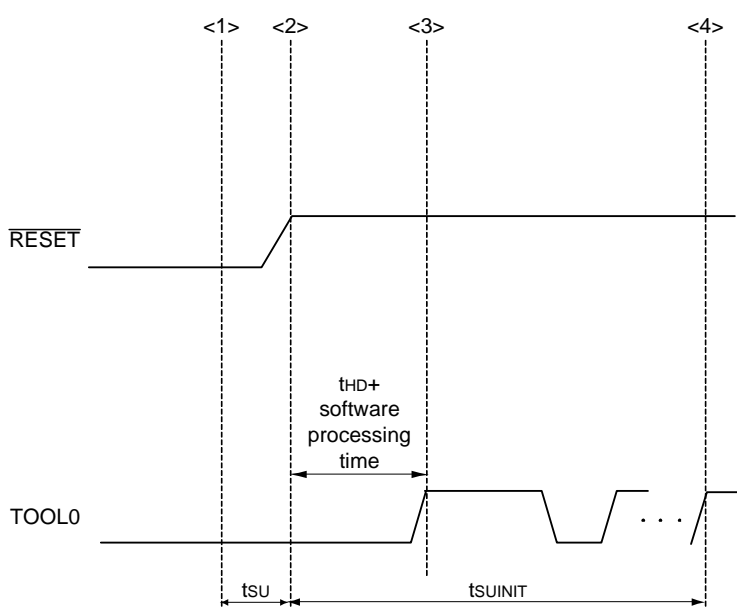 <1> <2> <3> <4>
RESET
tHD+
software
processing
time
TOOL0
. . .
tSU tSUINIT